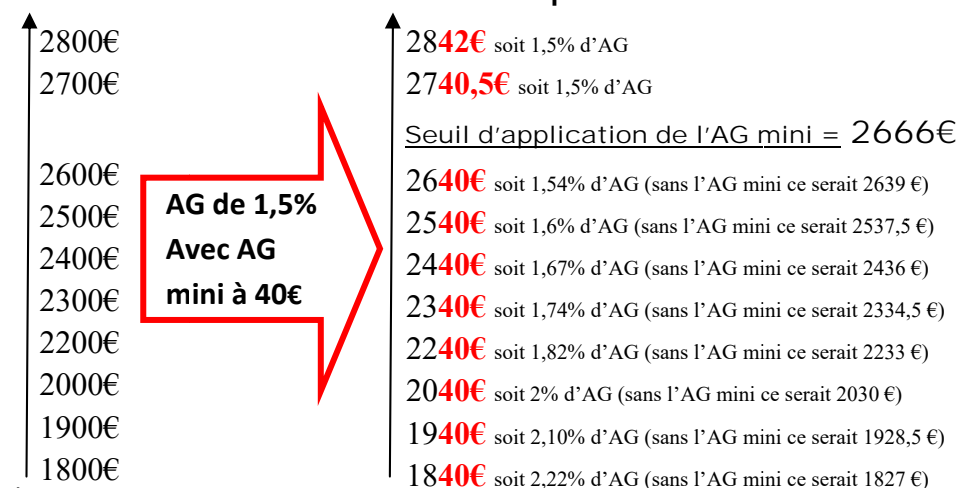 2800€
2700€
2600€
2500€
2400€
2300€
2200€
2000€
1900€
1800€
AG de 1,5%
Avec AG
mini à 40€
2842€ soit 1,5% d’AG
2740,5€ soit 1,5% d’AG
Seuil d’application de l’AG mini = 2666€
2640€ soit 1,54% d’AG (sans l’AG mini ce serait 2639 €)
2540€ soit 1,6% d’AG (sans l’AG mini ce serait 2537,5 €)
2440€ soit 1,67% d’AG (sans l’AG mini ce serait 2436 €)
2340€ soit 1,74% d’AG (sans l’AG mini ce serait 2334,5 €)
2240€ soit 1,82% d’AG (sans l’AG mini ce serait 2233 €)
2040€ soit 2% d’AG (sans l’AG mini ce serait 2030 €)
1940€ soit 2,10% d’AG (sans l’AG mini ce serait 1928,5 €)
1840€ soit 2,22% d’AG (sans l’AG mini ce serait 1827 €)